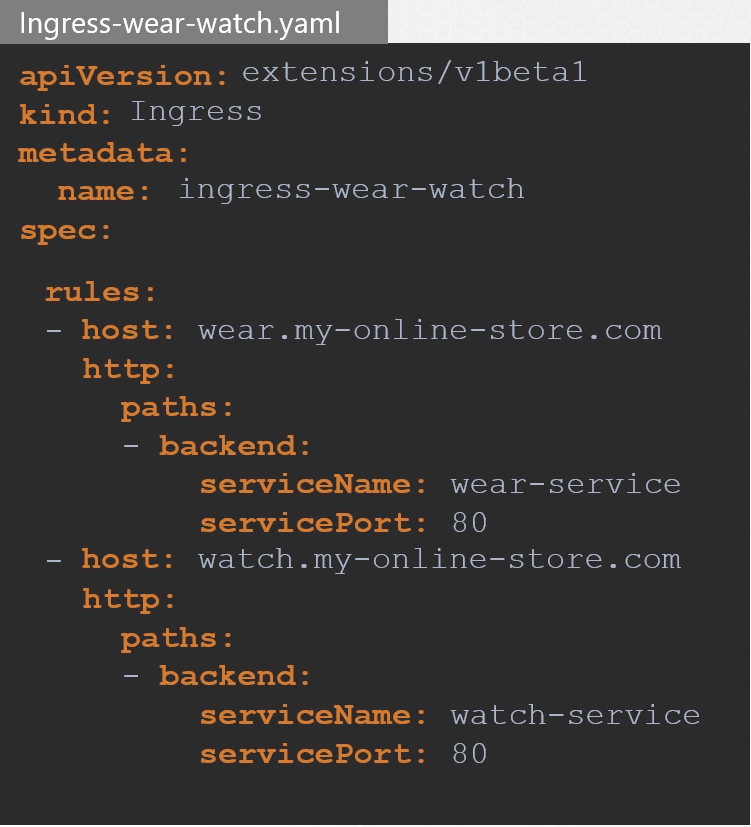 Ingress-wear-watch.yaml
apiVersion: extensions/v1beta1
kind: Ingress
metadata:
  name: ingress-wear-watch
spec:
  rules:
  - host: wear.my-online-store.com
    http:
      paths:
      - backend:
          serviceName: wear-service
          servicePort: 80
  - host: watch.my-online-store.com
    http:
      paths:
      - backend:
          serviceName: watch-service
          servicePort: 80